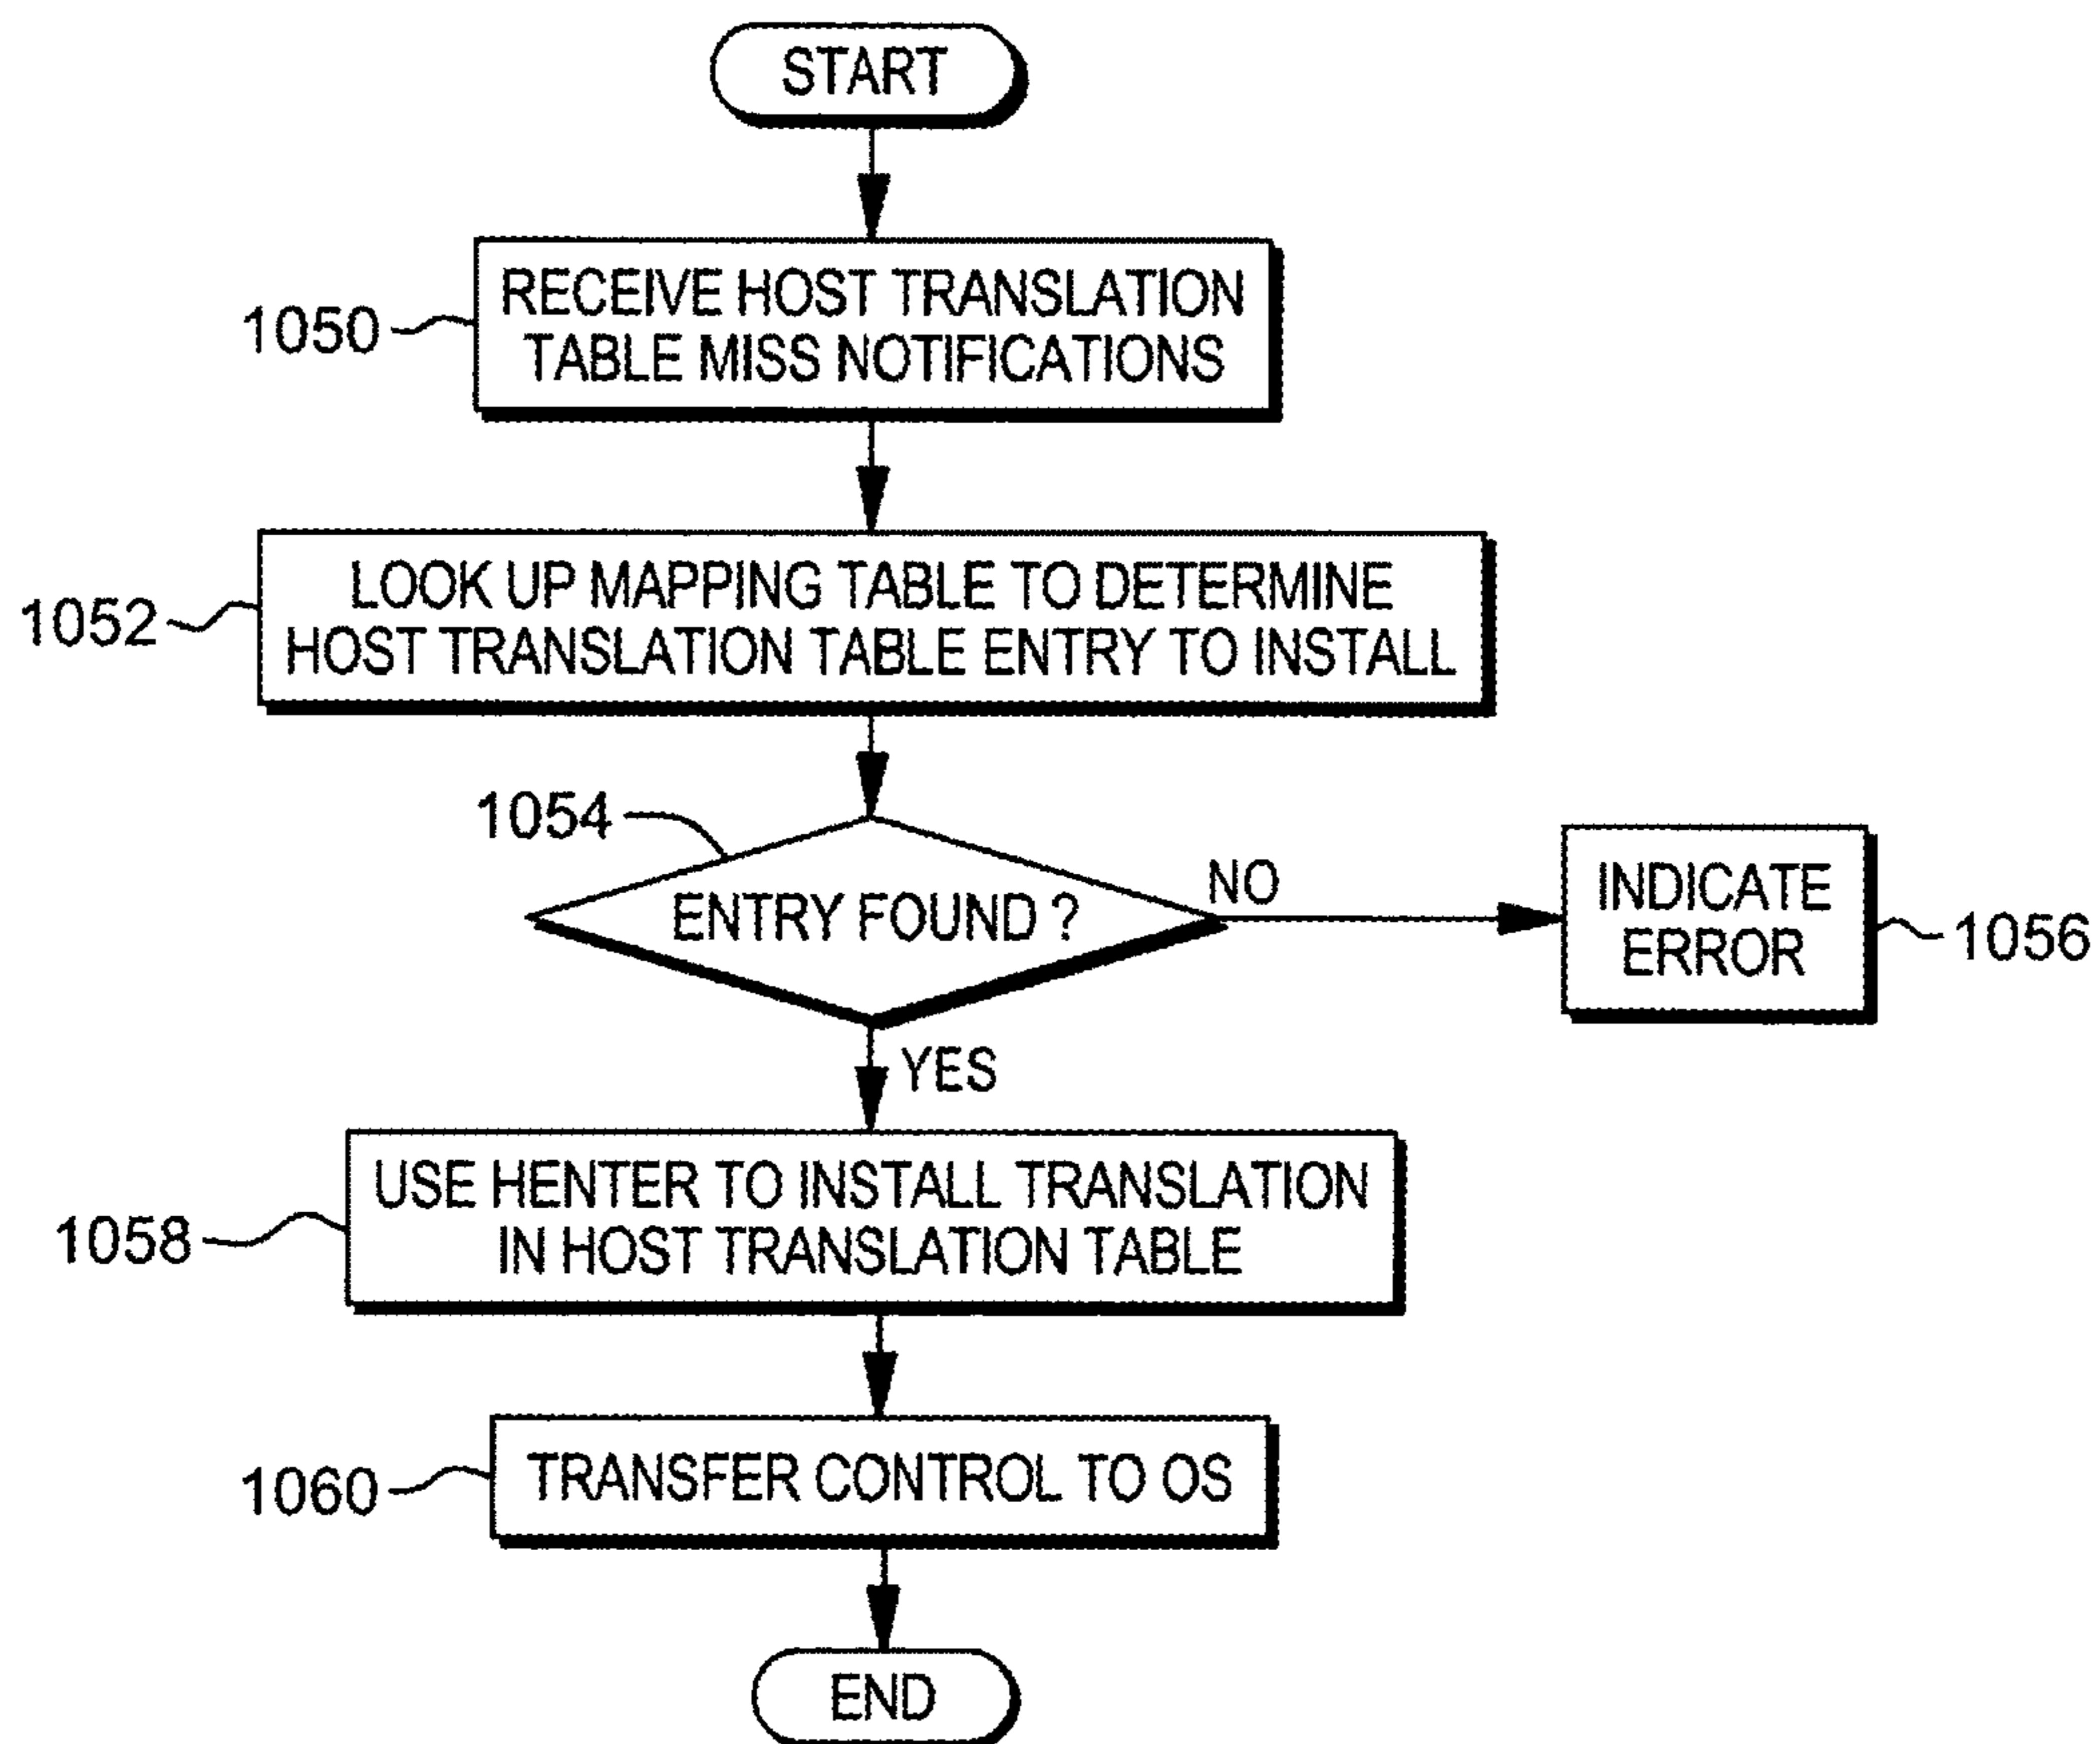 START
1050
RECEIVE HOST TRANSLATION
TABLE MISS NOTIFICATIONS
1052
LOOK UP MAPPING TABLE TO DETERMINE
HOST TRANSLATION TABLE ENTRY TO INSTALL
1054
ENTRY FOUND ?
NO
INDICATE
ERROR
1056
YES
1058
USE HENTER TO INSTALL TRANSLATION
IN HOST TRANSLATION TABLE
1060
TRANSFER CONTROL TO OS
END